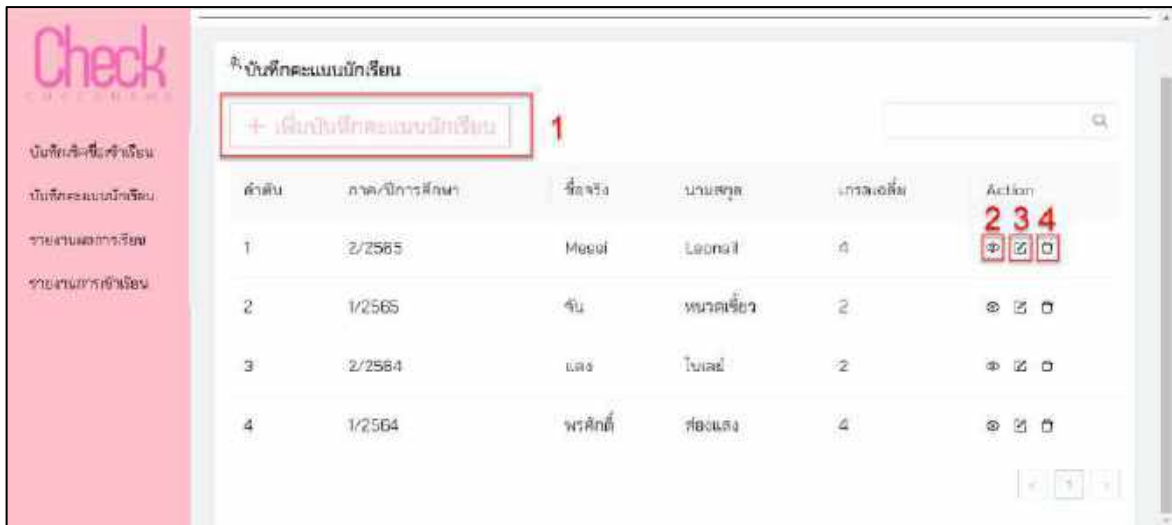 Check
CHECKNAME
บันทึกเช็คชื่อเข้าเรียน
บันทึกคะแนนนักเรียน
รายงานผลการเรียน
รายงานการเข้าเรียน
บันทึกคะแนนนักเรียน
+ เพิ่มบันทึกคะแนนนักเรียน 1
ลำดับ ภาค/ปีการศึกษา ชื่อจริง นามสกุล เกรดเฉลี่ย Action
2 3 4
1 2/2565 Messi 4
2 1/2565 จัน หนวดเขี้ยว 2
3 2/2564 แดง ไบเลย์ 2
4 1/2564 พรศักดิ์ ส่องแสง 4
1